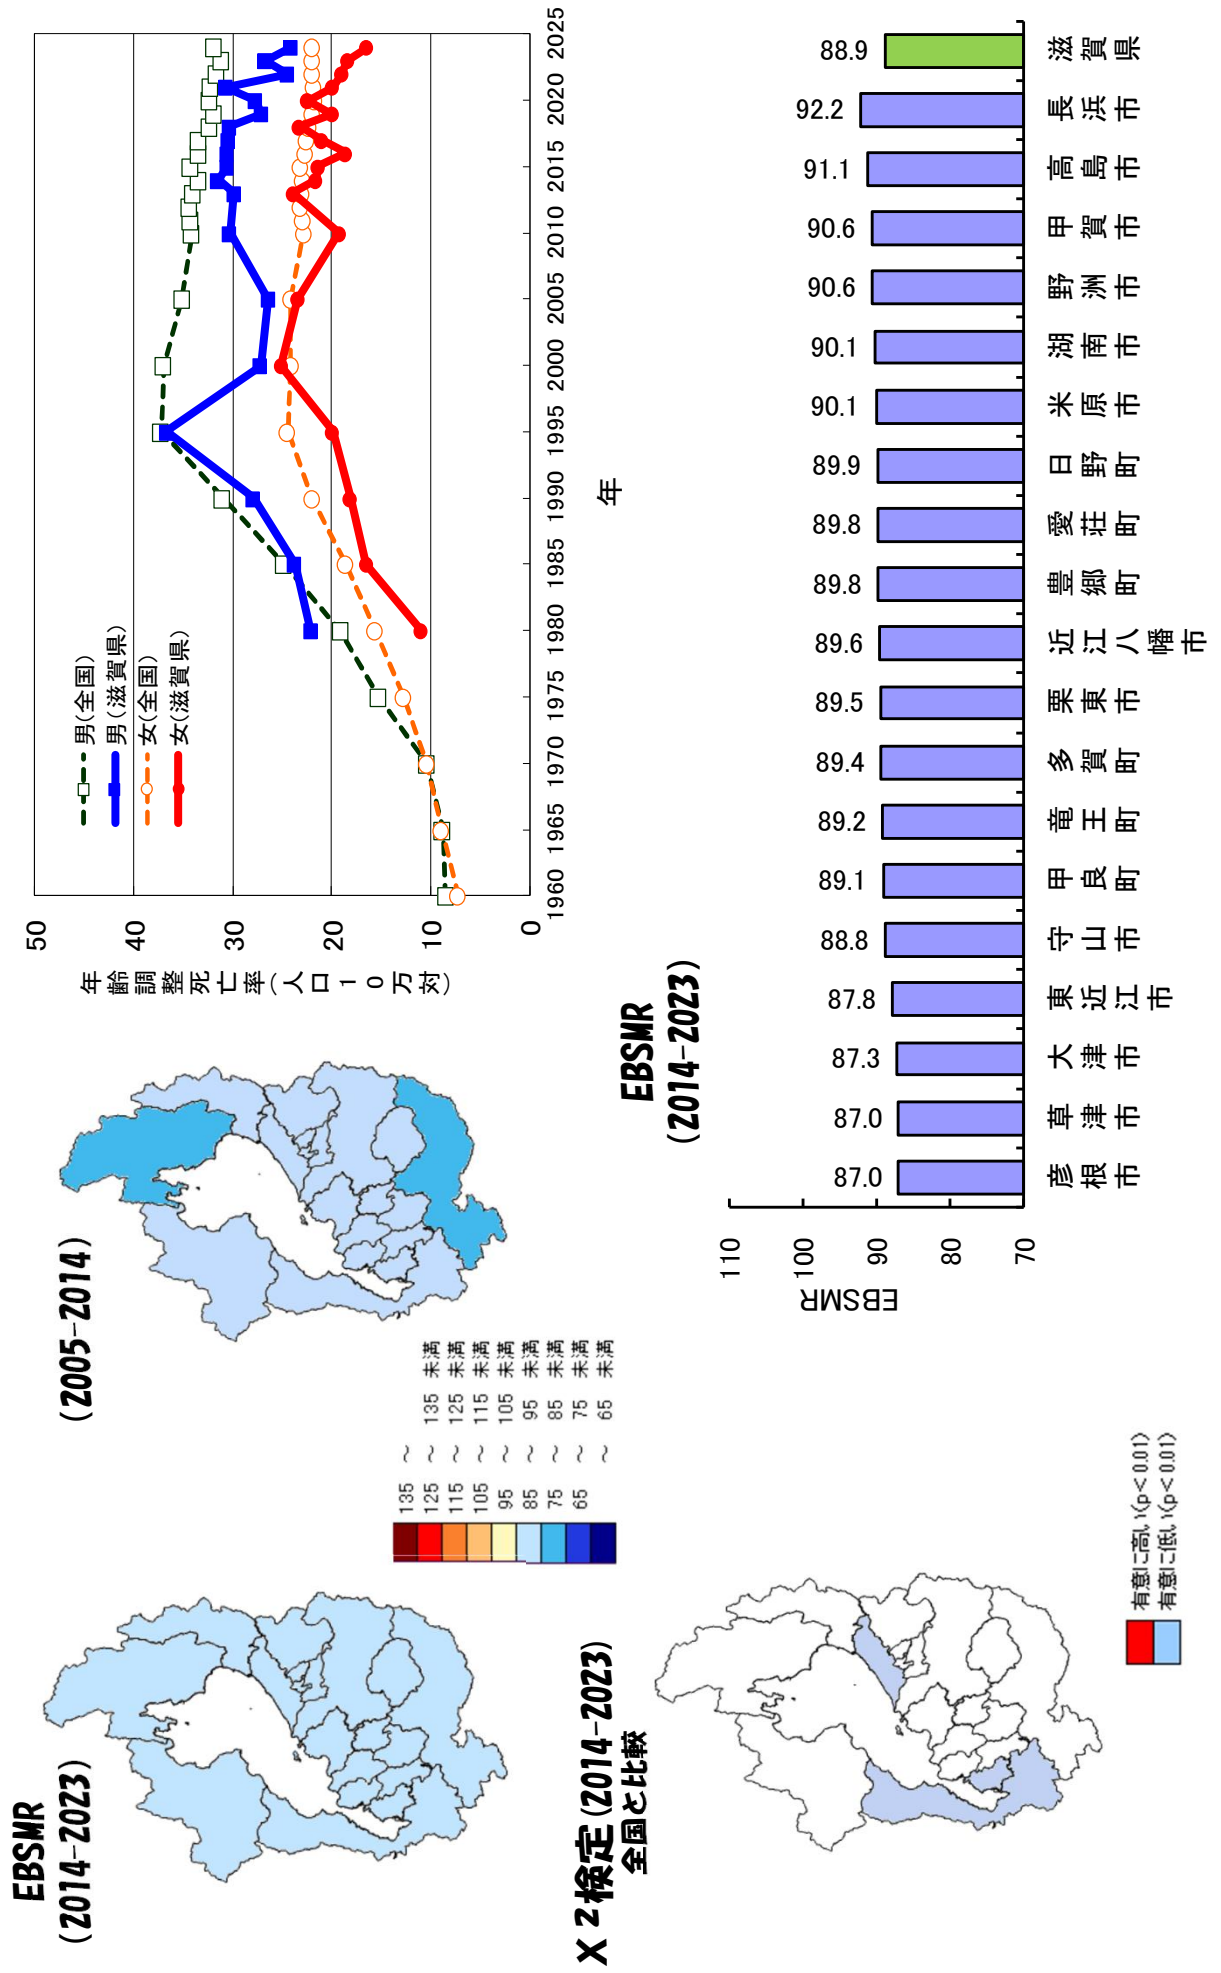 EBSMR
(2014-2023)
(2005-2014)
135 ～
125 ～ 135 未満
115 ～ 125 未満
105 ～ 115 未満
95 ～ 105 未満
85 ～ 95 未満
75 ～ 85 未満
65 ～ 75 未満
～ 65 未満
年齢調整死亡率(人口１０万対)
50
40
30
20
10
0
男(全国)
男(滋賀県)
女(全国)
女(滋賀県)
1960 1965 1970 1975 1980 1985 1990 1995 2000 2005 2010 2015 2020 2025
年
X²検定(2014-2023)
全国と比較
有意に高い(p<0.01)
有意に低い(p<0.01)
EBSMR
(2014-2023)
EBSMR
110
100
90
80
70
87.0 87.0 87.3 87.8 88.8 89.1 89.2 89.4 89.5 89.6 89.8 89.8 89.9 90.1 90.1 90.6 90.6 91.1 92.2 88.9
彦根市 草津市 大津市 東近江市 守山市 甲良町 竜王町 多賀町 栗東市 近江八幡市 豊郷町 愛荘町 日野町 米原市 湖南市 野洲市 甲賀市 高島市 長浜市 滋賀県